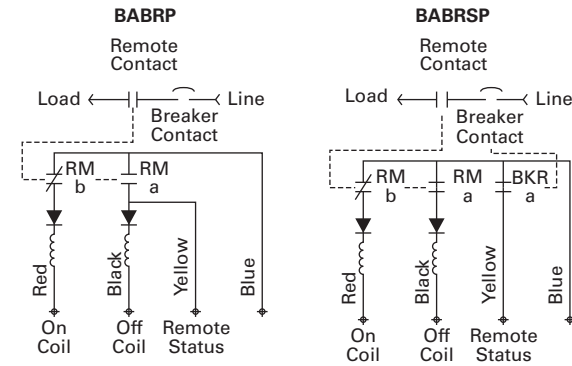 BABRP
Remote
Contact
Load
Line
Breaker
Contact
RM
b
RM
a
Red
Black
Yellow
Blue
On
Coil
Off
Coil
Remote
Status
BABRSP
Remote
Contact
Load
Line
Breaker
Contact
RM
b
RM
a
BKR
a
Red
Black
Yellow
Blue
On
Coil
Off
Coil
Remote
Status